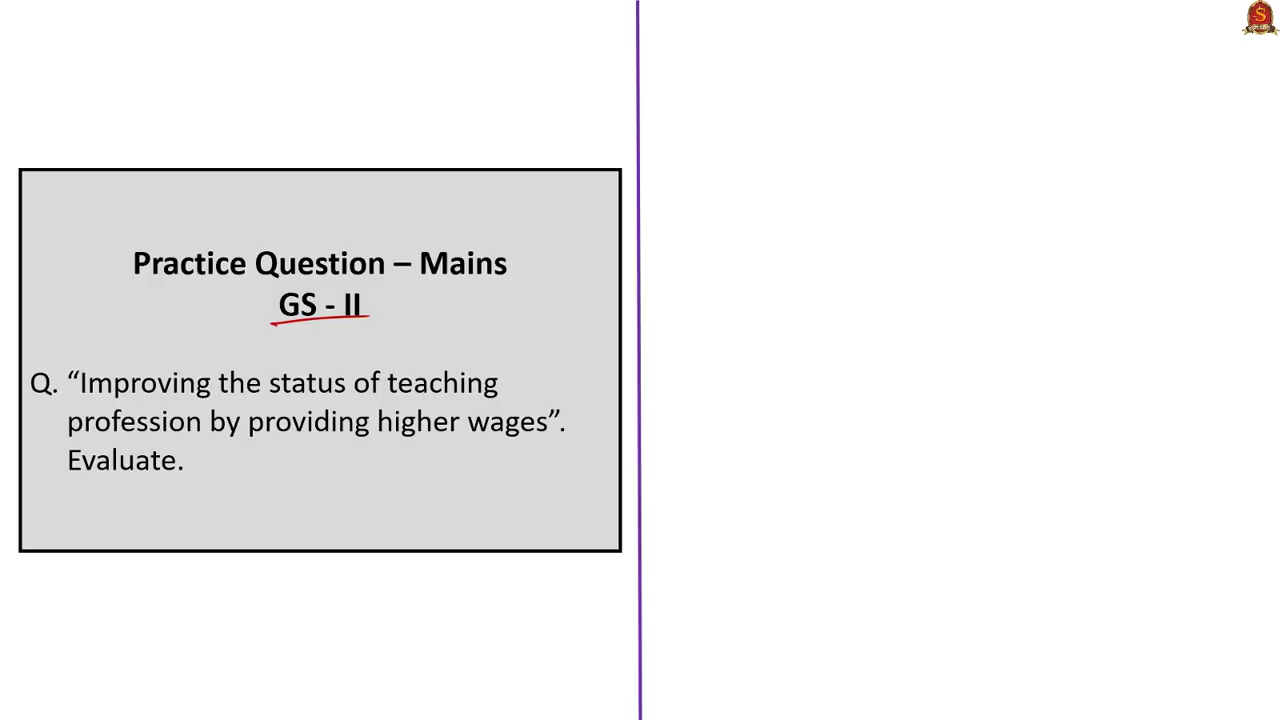 Practice Question – Mains
GS - II
Q. “Improving the status of teaching
profession by providing higher wages”.
Evaluate.